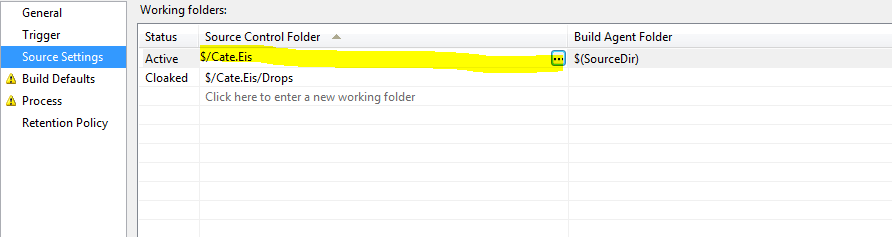 General
Trigger
Source Settings
Build Defaults
Process
Retention Policy
Working folders:
Status Source Control Folder Build Agent Folder
Active $/Cate.Eis ... $(SourceDir)
Cloaked $/Cate.Eis/Drops
Click here to enter a new working folder